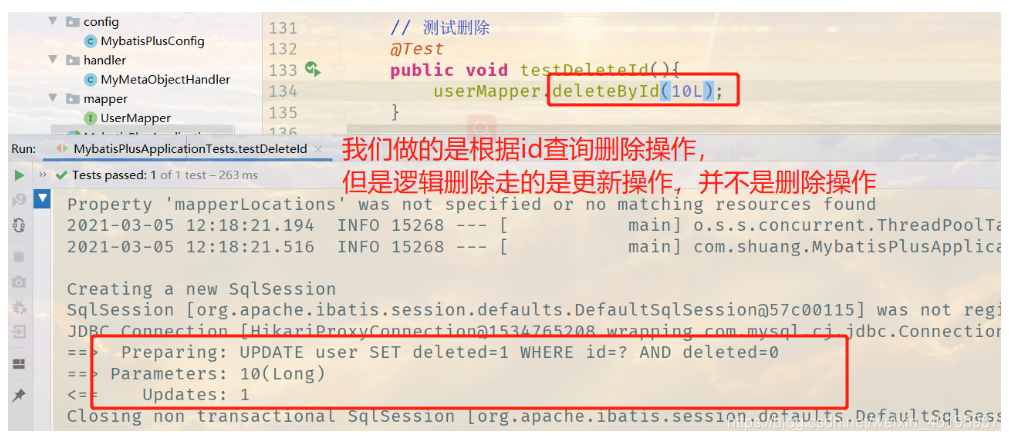 config
MybatisPlusConfig
handler
MyMetaObjectHandler
mapper
UserMapper
131 // 测试删除
132 @Test
133 public void testDeleteId(){
134 userMapper.deleteById(10L);
135 }
136
Run: MybatisPlusApplicationTests.testDeleteId ×
我们做的是根据id查询删除操作,
但是逻辑删除走的是更新操作,并不是删除操作
Tests passed: 1 of 1 test – 263 ms
Property 'mapperLocations' was not specified or no matching resources found
2021-03-05 12:18:21.194 INFO 15268 --- [ main] o.s.s.concurrent.ThreadPoolTa
2021-03-05 12:18:21.516 INFO 15268 --- [ main] com.shuang.MybatisPlusApplica
Creating a new SqlSession
SqlSession [org.apache.ibatis.session.defaults.DefaultSqlSession@57c00115] was not regi
JDBC Connection [HikariProxyConnection@1534765208 wrapping com.mysql.cj.jdbc.Connection
==> Preparing: UPDATE user SET deleted=1 WHERE id=? AND deleted=0
==> Parameters: 10(Long)
<== Updates: 1
Closing non transactional SqlSession [org.apache.ibatis.session.defaults.DefaultSqlSess